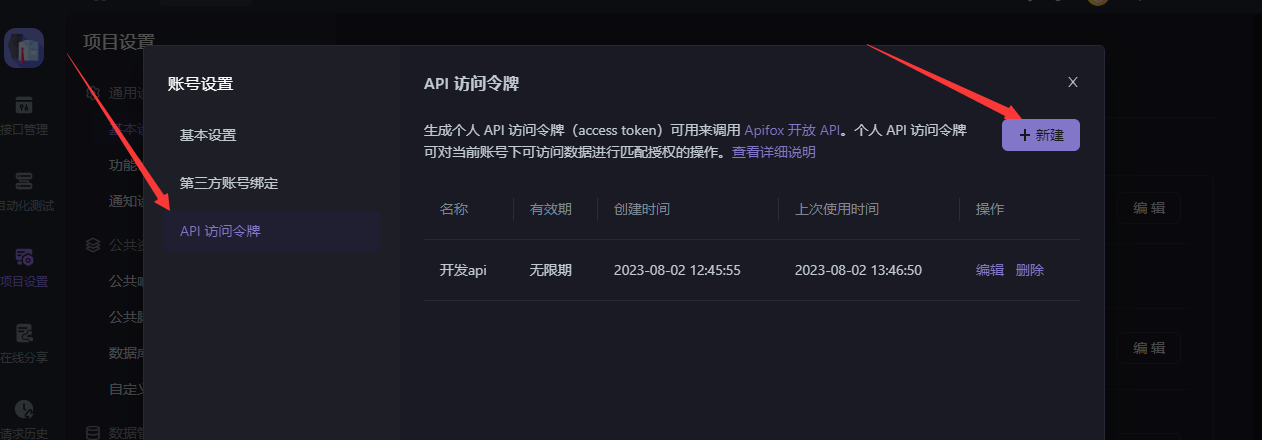 项目设置
账号设置
API 访问令牌
X
通用设
接口管理
基本设
基本设置
生成个人 API 访问令牌（access token）可用来调用 Apifox 开放 API。个人 API 访问令牌
可对当前账号下可访问数据进行匹配授权的操作。查看详细说明
+ 新建
功能
第三方账号绑定
自动化测试
通知设
名称 有效期 创建时间 上次使用时间 操作
编 辑
API 访问令牌
公共资
项目设置
公共响
开发api 无限期 2023-08-02 12:45:55 2023-08-02 13:46:50 编辑 删除
公共脚
在线分享
数据库
编 辑
自定义
请求历史
数据管